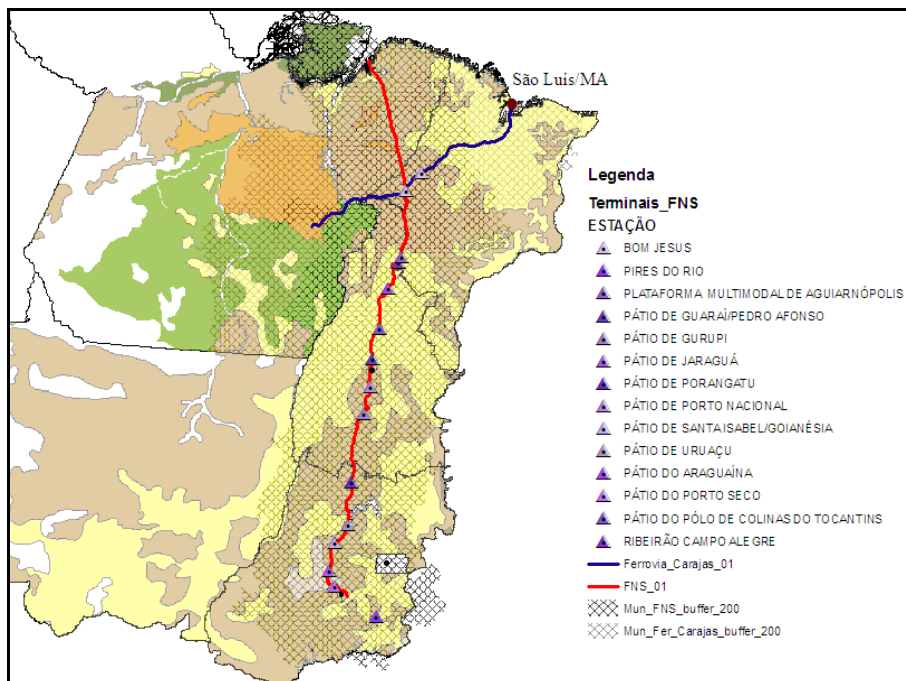 São Luís/MA
Legenda
Terminais_FNS
ESTAÇÃO
BOM JESUS
PIRES DO RIO
PLATAFORMA MULTIMODAL DE AGUIARNÓPOLIS
PÁTIO DE GUARAÍ/PEDRO AFONSO
PÁTIO DE GURUPI
PÁTIO DE JARAGUÁ
PÁTIO DE PORANGATU
PÁTIO DE PORTO NACIONAL
PÁTIO DE SANTA ISABEL/GOIANÉSIA
PÁTIO DE URUAÇU
PÁTIO DO ARAGUAÍNA
PÁTIO DO PORTO SECO
PÁTIO DO PÓLO DE COLINAS DO TOCANTINS
RIBEIRÃO CAMPO ALEGRE
Ferrovia_Carajas_01
FNS_01
Mun_FNS_buffer_200
Mun_Fer_Carajas_buffer_200